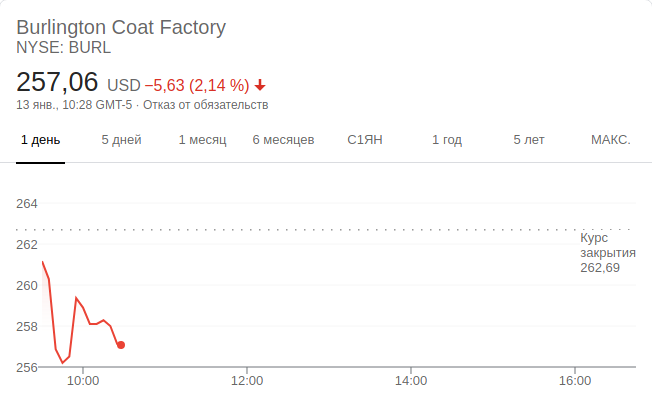 Burlington Coat Factory
NYSE: BURL
257,06 USD −5,63 (2,14 %)
13 янв., 10:28 GMT-5 · Отказ от обязательств
1 день 5 дней 1 месяц 6 месяцев С1ЯН 1 год 5 лет МАКС.
264
262
260
258
256
Курс
закрытия
262,69
10:00 12:00 14:00 16:00